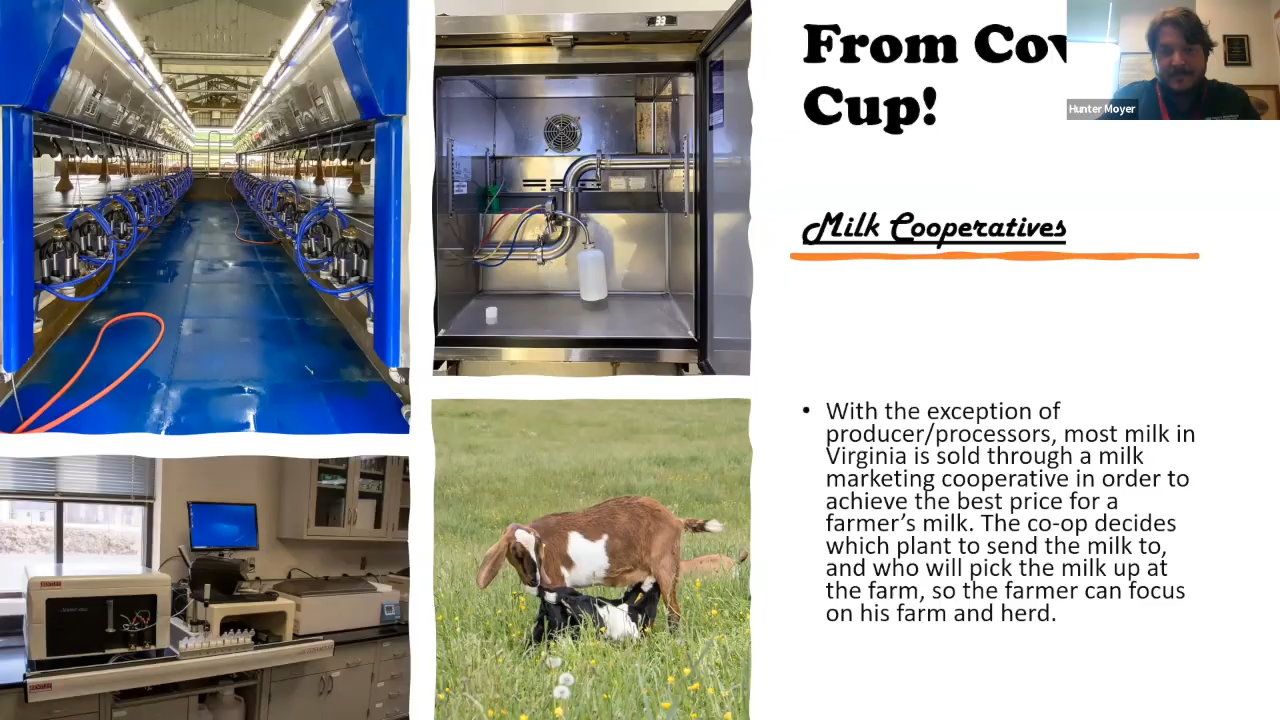 33
From Cov
Cup!
Hunter Moyer
Milk Cooperatives
• With the exception of
producer/processors, most milk in
Virginia is sold through a milk
marketing cooperative in order to
achieve the best price for a
farmer’s milk. The co-op decides
which plant to send the milk to,
and who will pick the milk up at
the farm, so the farmer can focus
on his farm and herd.